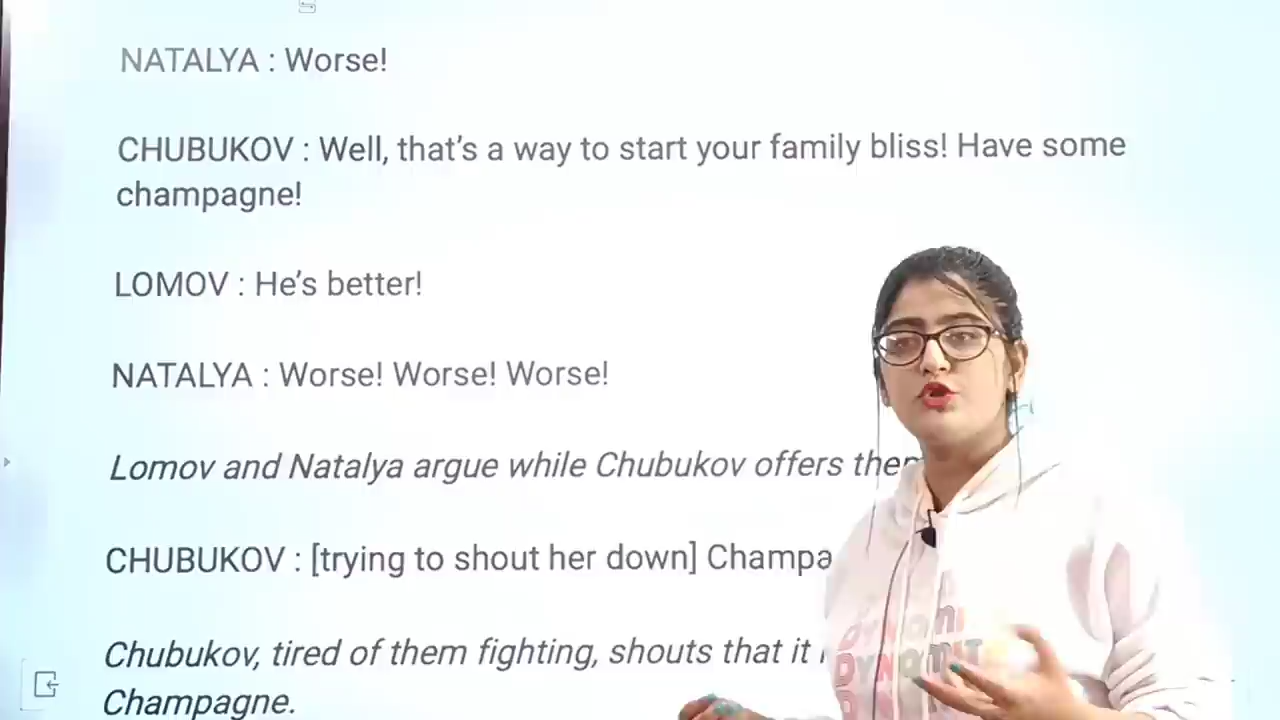 NATALYA : Worse!
CHUBUKOV : Well, that's a way to start your family bliss! Have some
champagne!
LOMOV : He's better!
NATALYA : Worse! Worse! Worse!
Lomov and Natalya argue while Chubukov offers
CHUBUKOV : [trying to shout her down]
Chubukov, tired of them fighting, shouts that it
Champagne.